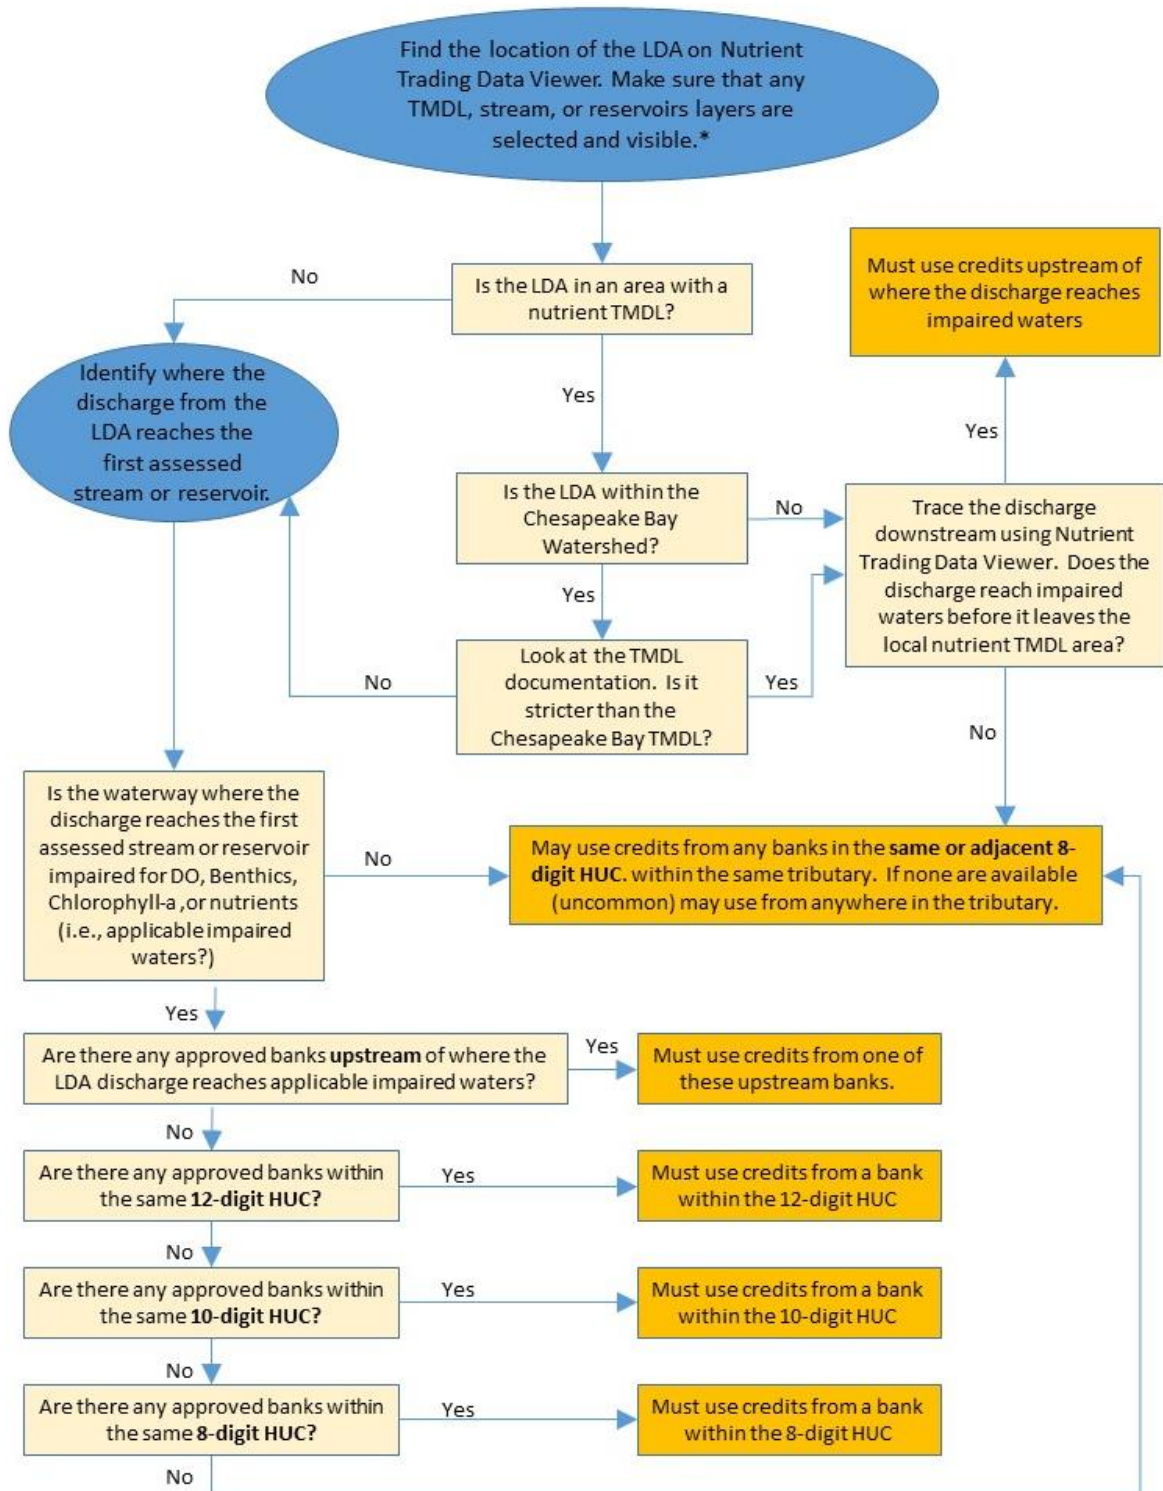 Find the location of the LDA on Nutrient
Trading Data Viewer. Make sure that any
TMDL, stream, or reservoirs layers are
selected and visible.*
No
Is the LDA in an area with a
nutrient TMDL?
Must use credits upstream of
where the discharge reaches
impaired waters
Identify where the
discharge from the
LDA reaches the
first assessed
stream or reservoir.
Yes
Yes
Is the LDA within the
Chesapeake Bay
Watershed?
No
Trace the discharge
downstream using Nutrient
Trading Data Viewer. Does the
discharge reach impaired
waters before it leaves the
local nutrient TMDL area?
Yes
No
Look at the TMDL
documentation. Is it
stricter than the
Chesapeake Bay TMDL?
Yes
No
Is the waterway where the
discharge reaches the first
assessed stream or reservoir
impaired for DO, Benthics,
Chlorophyll-a ,or nutrients
(i.e., applicable impaired
waters?)
No
May use credits from any banks in the same or adjacent 8-
digit HUC. within the same tributary. If none are available
(uncommon) may use from anywhere in the tributary.
Yes
Are there any approved banks upstream of where the
LDA discharge reaches applicable impaired waters?
Yes
Must use credits from one of
these upstream banks.
No
Are there any approved banks within
the same 12-digit HUC?
Yes
Must use credits from a bank
within the 12-digit HUC
No
Are there any approved banks within
the same 10-digit HUC?
Yes
Must use credits from a bank
within the 10-digit HUC
No
Are there any approved banks within
the same 8-digit HUC?
Yes
Must use credits from a bank
within the 8-digit HUC
No